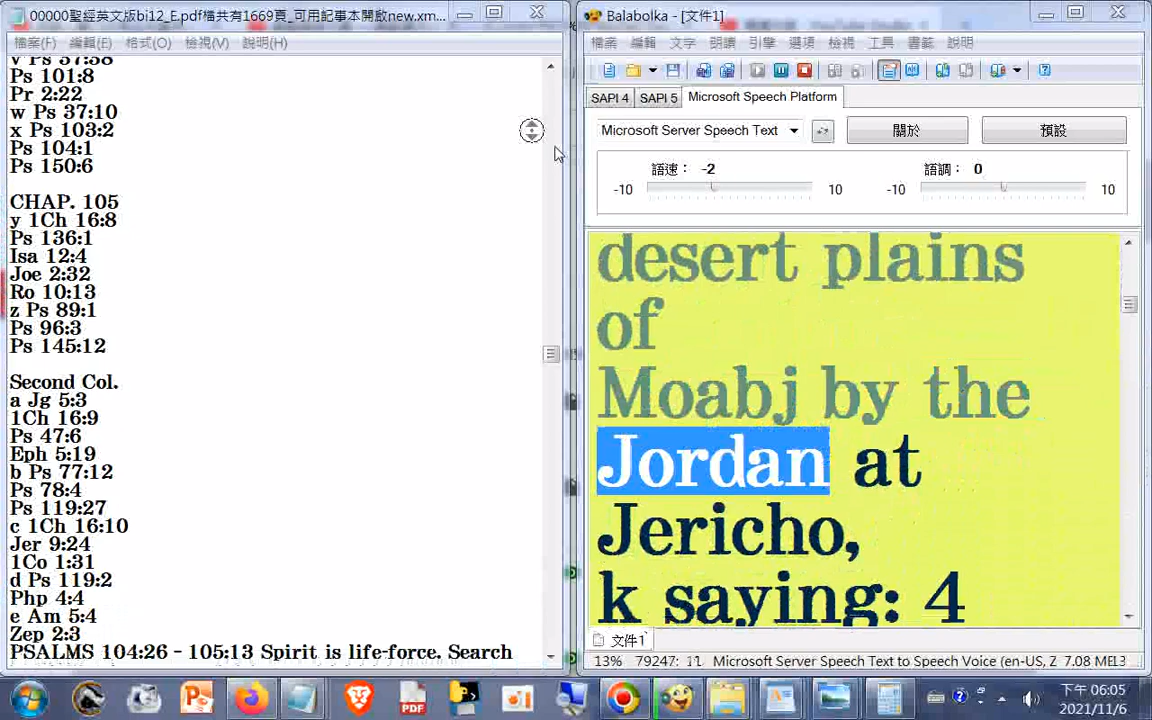 00000聖經英文版bi12_E.pdf檔共有1669頁_可用記事本開啟new.xm...
檔案(F) 編輯(E) 格式(O) 檢視(V) 說明(H)
v Ps 37:38
Ps 101:8
Pr 2:22
w Ps 37:10
x Ps 103:2
Ps 104:1
Ps 150:6
CHAP. 105
y 1Ch 16:8
Ps 136:1
Isa 12:4
Joe 2:32
Ro 10:13
z Ps 89:1
Ps 96:3
Ps 145:12
Second Col.
a Jg 5:3
1Ch 16:9
Ps 47:6
Eph 5:19
b Ps 77:12
Ps 78:4
Ps 119:27
c 1Ch 16:10
Jer 9:24
1Co 1:31
d Ps 119:2
Php 4:4
e Am 5:4
Zep 2:3
PSALMS 104:26 – 105:13 Spirit is life-force. Search
Balabolka - [文件1]
檔案 編輯 文字 朗讀 引擎 選項 檢視 工具 書籤 說明
SAPI 4 SAPI 5 Microsoft Speech Platform
Microsoft Server Speech Text 關於 預設
語速： -2 語調： 0
-10 10 -10 10
desert plains
of
Moabj by the
Jordan at
Jericho,
k saying: 4
文件1
13% 79247: 11 Microsoft Server Speech Text to Speech Voice (en-US, Z 7.08 МЕ
PDF
下午 06:05
2021/11/6